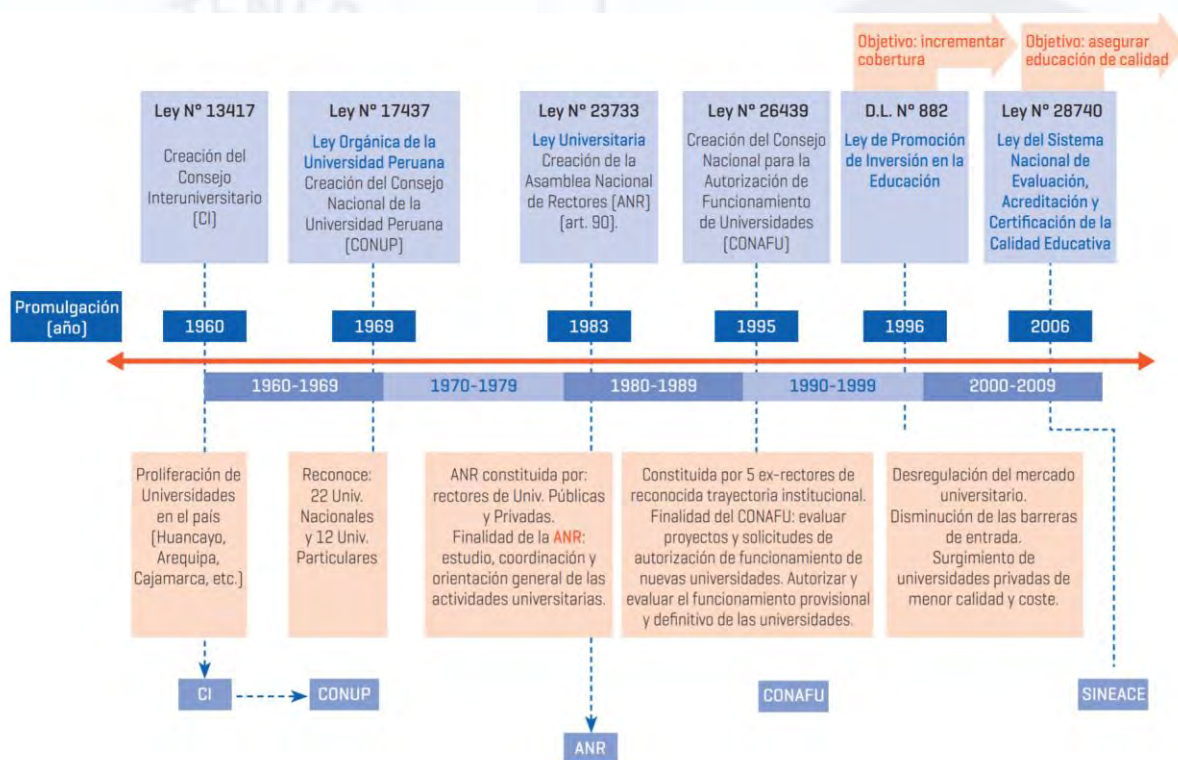 Objetivo: incrementar
cobertura
Objetivo: asegurar
educación de calidad
Ley N° 13417
Creación del
Consejo
Interuniversitario
(CI)
Ley N° 17437
Ley Orgánica de la
Universidad Peruana
Creación del Consejo
Nacional de la
Universidad Peruana
(CONUP)
Ley N° 23733
Ley Universitaria
Creación de la
Asamblea Nacional
de Rectores (ANR)
(art. 90).
Ley N° 26439
Creación del Consejo
Nacional para la
Autorización de
Funcionamiento
de Universidades
(CONAFU)
D.L. N° 882
Ley de Promoción
de Inversión en la
Educación
Ley N° 28740
Ley del Sistema
Nacional de
Evaluación,
Acreditación y
Certificación de la
Calidad Educativa
Promulgación
(año)
1960
1969
1983
1995
1996
2006
1960-1969
1970-1979
1980-1989
1990-1999
2000-2009
Proliferación de
Universidades
en el país
(Huancayo,
Arequipa,
Cajamarca, etc.)
Reconoce:
22 Univ.
Nacionales
y 12 Univ.
Particulares
ANR constituida por:
rectores de Univ. Públicas
y Privadas.
Finalidad de la ANR:
estudio, coordinación y
orientación general de las
actividades universitarias.
Constituida por 5 ex-rectores de
reconocida trayectoria institucional.
Finalidad del CONAFU: evaluar
proyectos y solicitudes de
autorización de funcionamiento de
nuevas universidades. Autorizar y
evaluar el funcionamiento provisional
y definitivo de las universidades.
Desregulación del mercado
universitario.
Disminución de las barreras
de entrada.
Surgimiento de
universidades privadas de
menor calidad y coste.
CI
CONUP
ANR
CONAFU
SINEACE